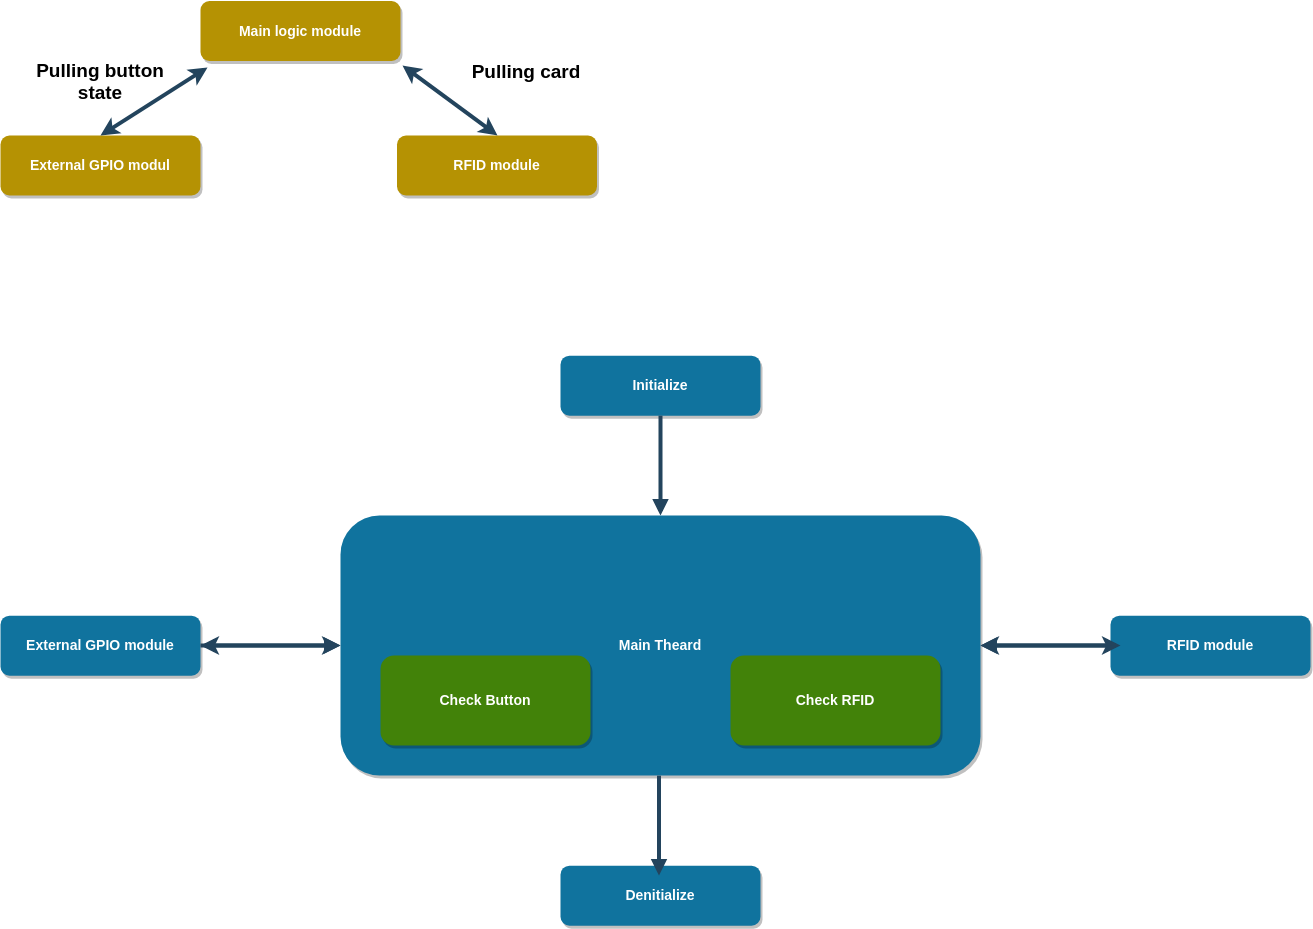 Main logic module
Pulling button
state
Pulling card
External GPIO modul
RFID module
Initialize
External GPIO module
Main Theard
RFID module
Check Button
Check RFID
Denitialize